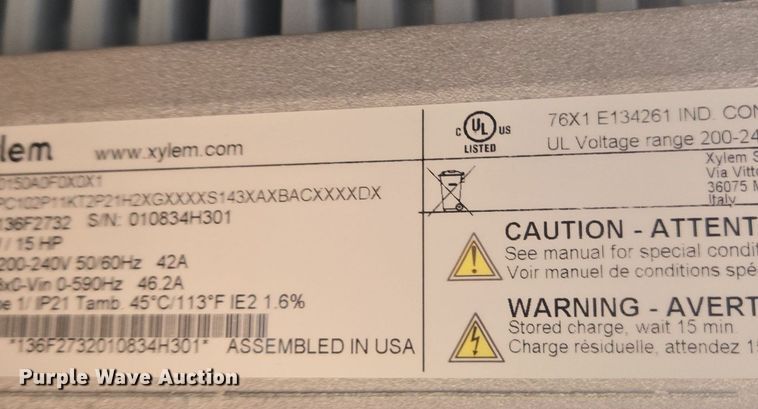 lem www.xylem.com
0150A0F0X0X1
PC102P11KT2P21H2XGXXXXS143XAXBACXXXXDX
136F2732 S/N: 010834H301
/ 15 HP
200-240V 50/60Hz 42A
3x0-Vin 0-590Hz 46.2A
e 1/ IP21 Tamb. 45°C/113°F IE2 1.6%
*136F2732010834H301* ASSEMBLED IN USA
C UL US
LISTED
76X1 E134261 IND. CON
UL Voltage range 200-24
Xylem S
Via Vitto
36075 M
Italy
CAUTION - ATTENT
See manual for special condit
Voir manuel de conditions spé
WARNING - AVERT
Stored charge, wait 15 min.
Charge résiduelle, attendez 15
Purple Wave Auction